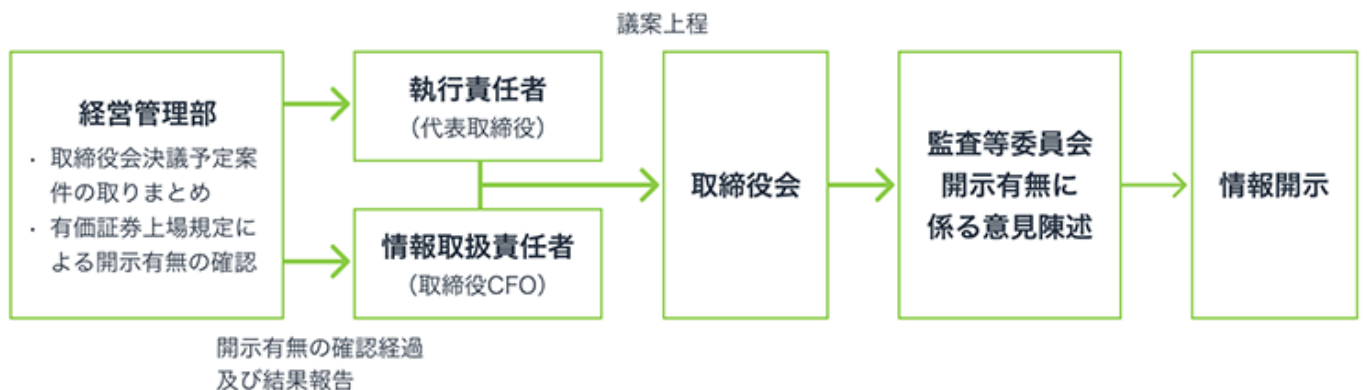 議案上程
経営管理部
・ 取締役会決議予定案
件の取りまとめ
・ 有価証券上場規定に
よる開示有無の確認
執行責任者
（代表取締役）
情報取扱責任者
（取締役CFO）
取締役会
監査等委員会
開示有無に
係る意見陳述
情報開示
開示有無の確認経過
及び結果報告